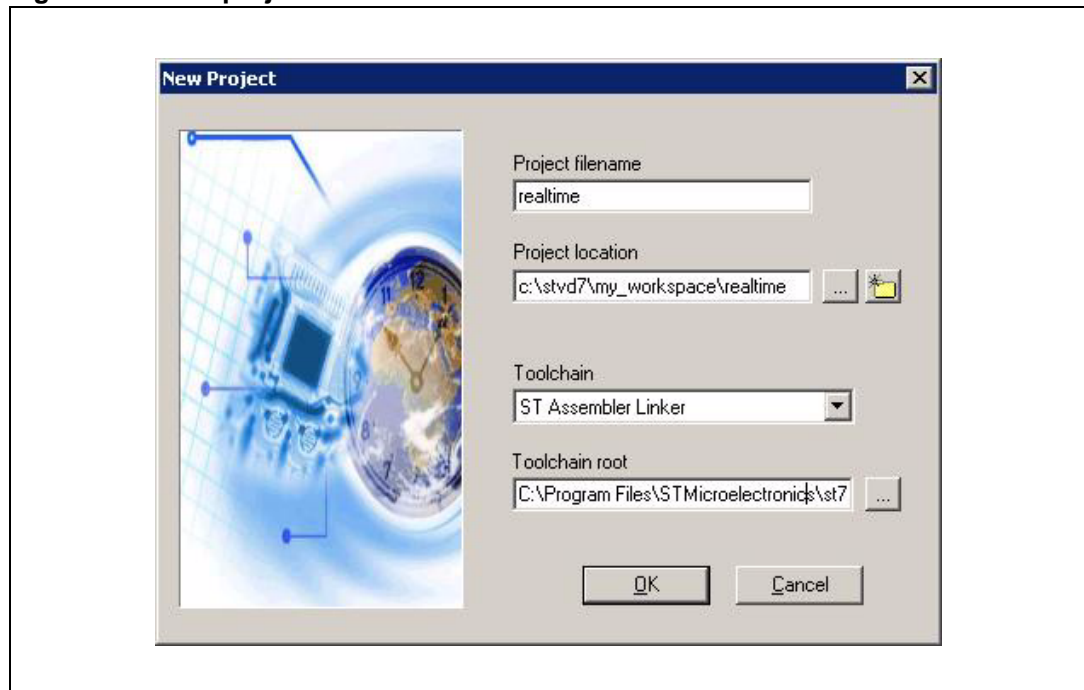 New Project
Project filename
realtime
Project location
c:\stvd7\my_workspace\realtime
...
Toolchain
ST Assembler Linker
Toolchain root
C:\Program Files\STMicroelectronics\st7
...
OK
Cancel